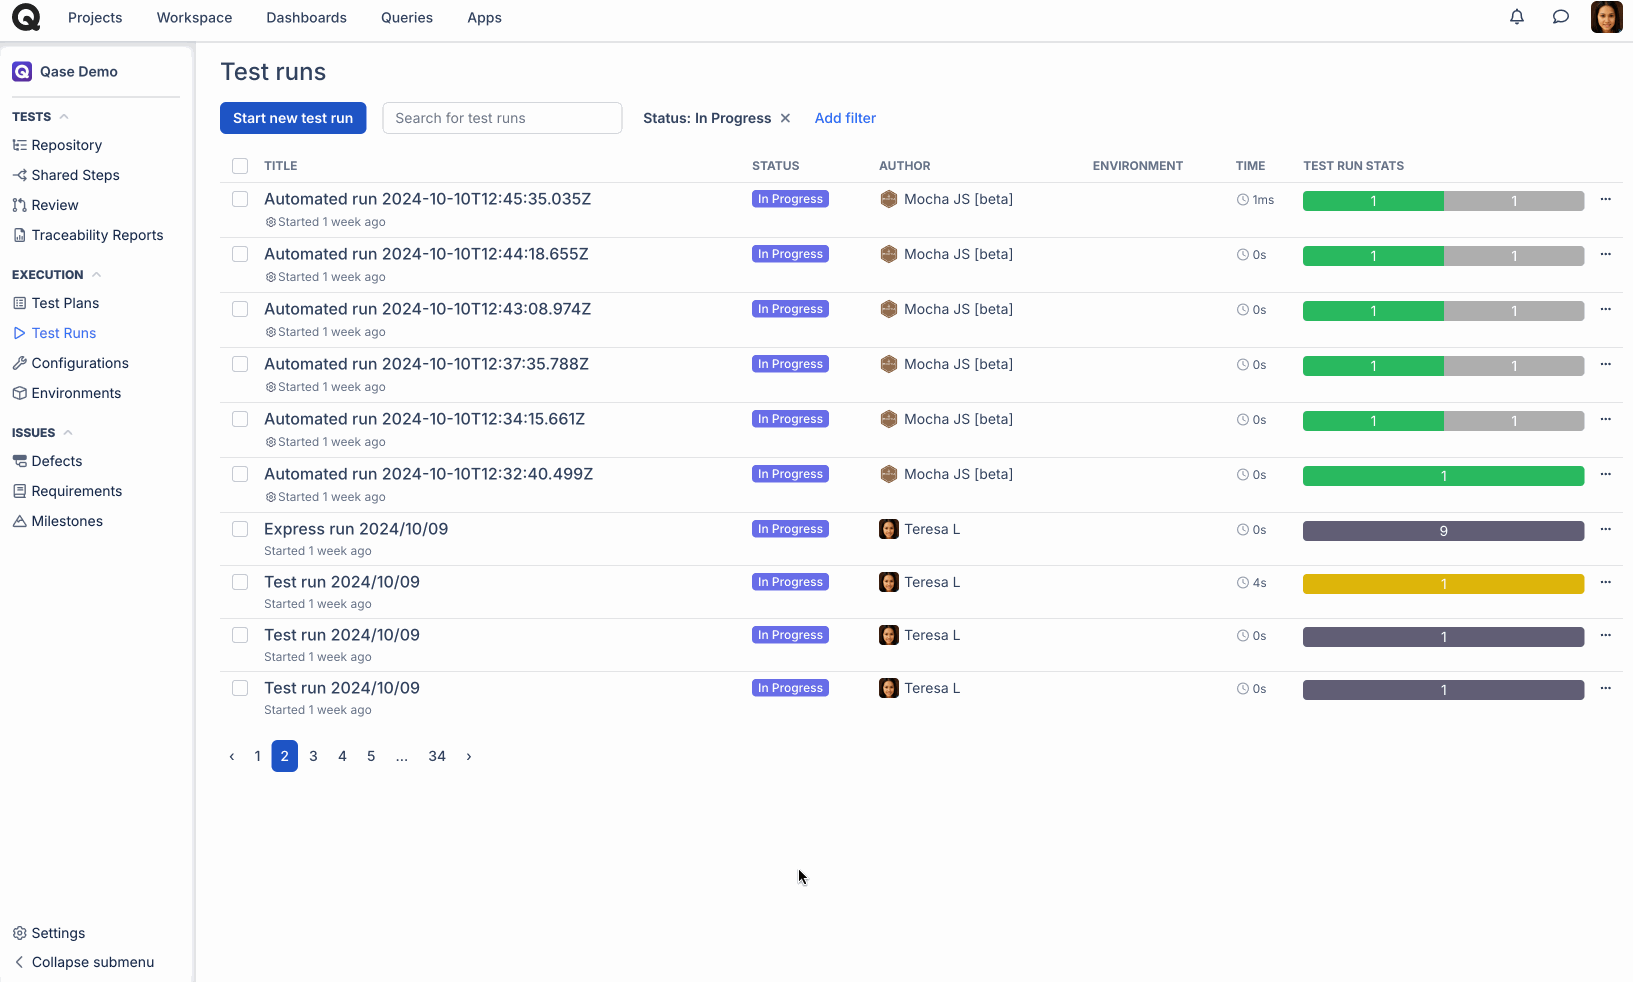 Projects Workspace Dashboards Queries Apps
Qase Demo
TESTS
Repository
Shared Steps
Review
Traceability Reports
EXECUTION
Test Plans
Test Runs
Configurations
Environments
ISSUES
Defects
Requirements
Milestones
Settings
Collapse submenu
Test runs
Start new test run Search for test runs Status: In Progress × Add filter
TITLE STATUS AUTHOR ENVIRONMENT TIME TEST RUN STATS
Automated run 2024-10-10T12:45:35.035Z In Progress Mocha JS [beta] 1ms 1 1 ...
Started 1 week ago
Automated run 2024-10-10T12:44:18.655Z In Progress Mocha JS [beta] 0s 1 1 ...
Started 1 week ago
Automated run 2024-10-10T12:43:08.974Z In Progress Mocha JS [beta] 0s 1 1 ...
Started 1 week ago
Automated run 2024-10-10T12:37:35.788Z In Progress Mocha JS [beta] 0s 1 1 ...
Started 1 week ago
Automated run 2024-10-10T12:34:15.661Z In Progress Mocha JS [beta] 0s 1 1 ...
Started 1 week ago
Automated run 2024-10-10T12:32:40.499Z In Progress Mocha JS [beta] 0s 1 ...
Started 1 week ago
Express run 2024/10/09 In Progress Teresa L 0s 9 ...
Started 1 week ago
Test run 2024/10/09 In Progress Teresa L 4s 1 ...
Started 1 week ago
Test run 2024/10/09 In Progress Teresa L 0s 1 ...
Started 1 week ago
Test run 2024/10/09 In Progress Teresa L 0s 1 ...
Started 1 week ago
‹ 1 2 3 4 5 ... 34 ›